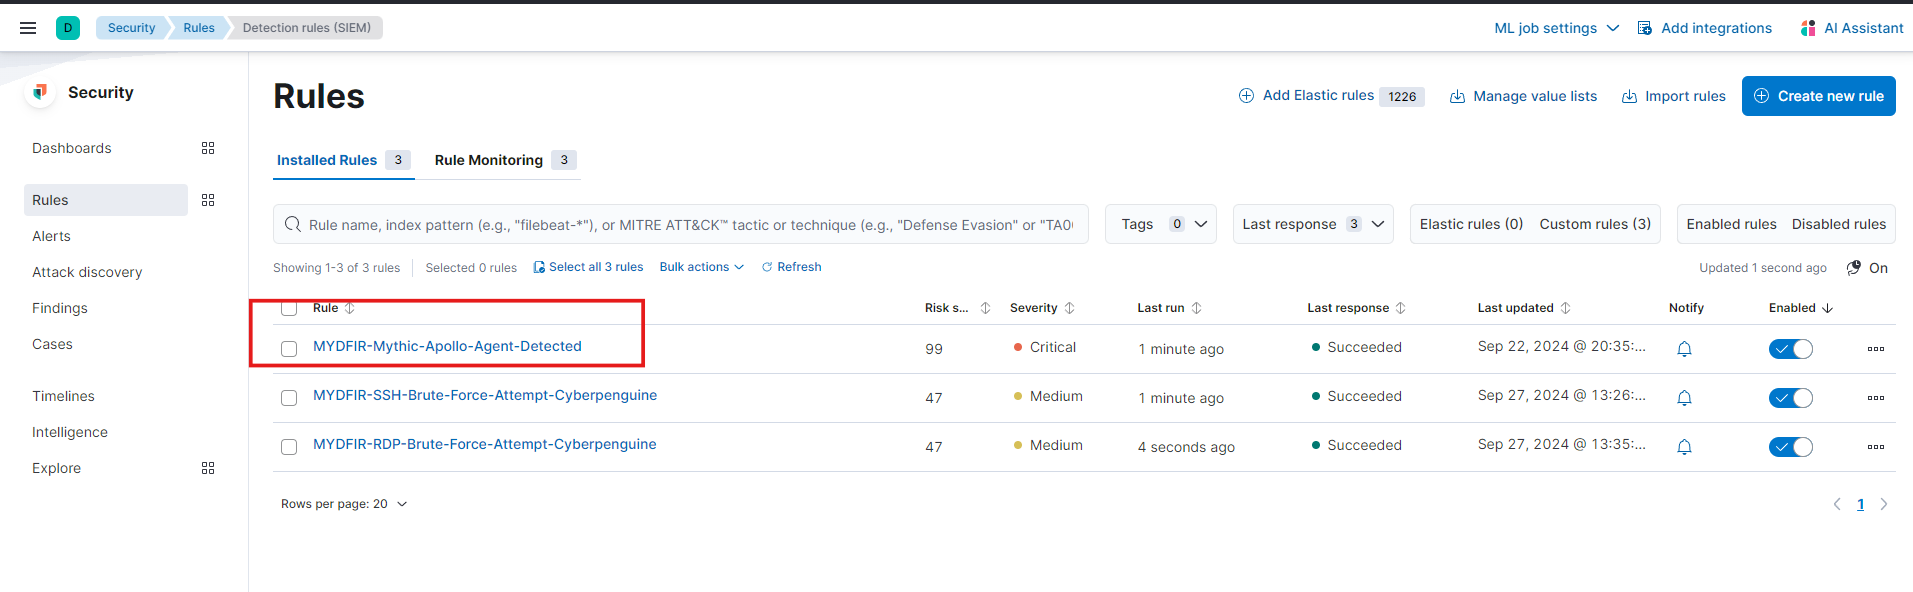 D Security Rules Detection rules (SIEM) ML job settings Add integrations AI Assistant
Security
Dashboards
Rules
Alerts
Attack discovery
Findings
Cases
Timelines
Intelligence
Explore
Rules
Add Elastic rules 1226 Manage value lists Import rules Create new rule
Installed Rules 3 Rule Monitoring 3
Rule name, index pattern (e.g., "filebeat-*"), or MITRE ATT&CK™ tactic or technique (e.g., "Defense Evasion" or "TA00 Tags 0 Last response 3 Elastic rules (0) Custom rules (3) Enabled rules Disabled rules
Showing 1-3 of 3 rules Selected 0 rules Select all 3 rules Bulk actions Refresh Updated 1 second ago On
Rule Risk s... Severity Last run Last response Last updated Notify Enabled
MYDFIR-Mythic-Apollo-Agent-Detected 99 Critical 1 minute ago Succeeded Sep 22, 2024 @ 20:35:...
MYDFIR-SSH-Brute-Force-Attempt-Cyberpenguine 47 Medium 1 minute ago Succeeded Sep 27, 2024 @ 13:26:...
MYDFIR-RDP-Brute-Force-Attempt-Cyberpenguine 47 Medium 4 seconds ago Succeeded Sep 27, 2024 @ 13:35:...
Rows per page: 20 1